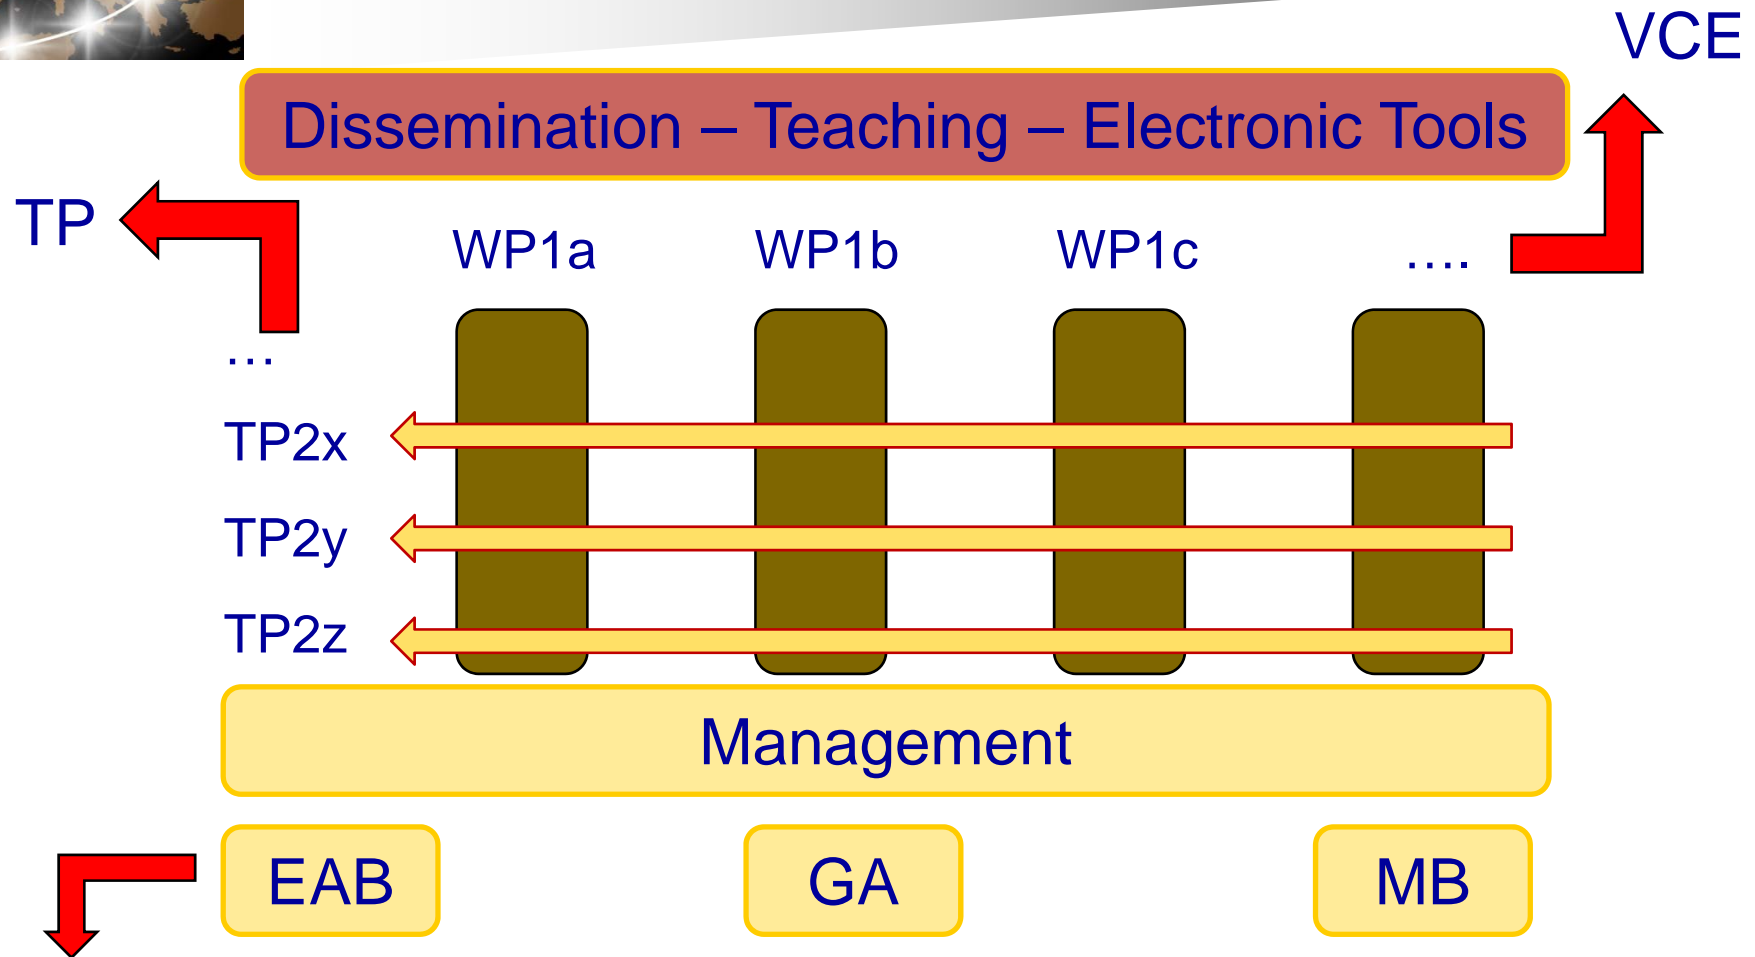 VCE
Dissemination – Teaching – Electronic Tools
TP
WP1a WP1b WP1c ….
…
TP2x
TP2y
TP2z
Management
EAB GA MB